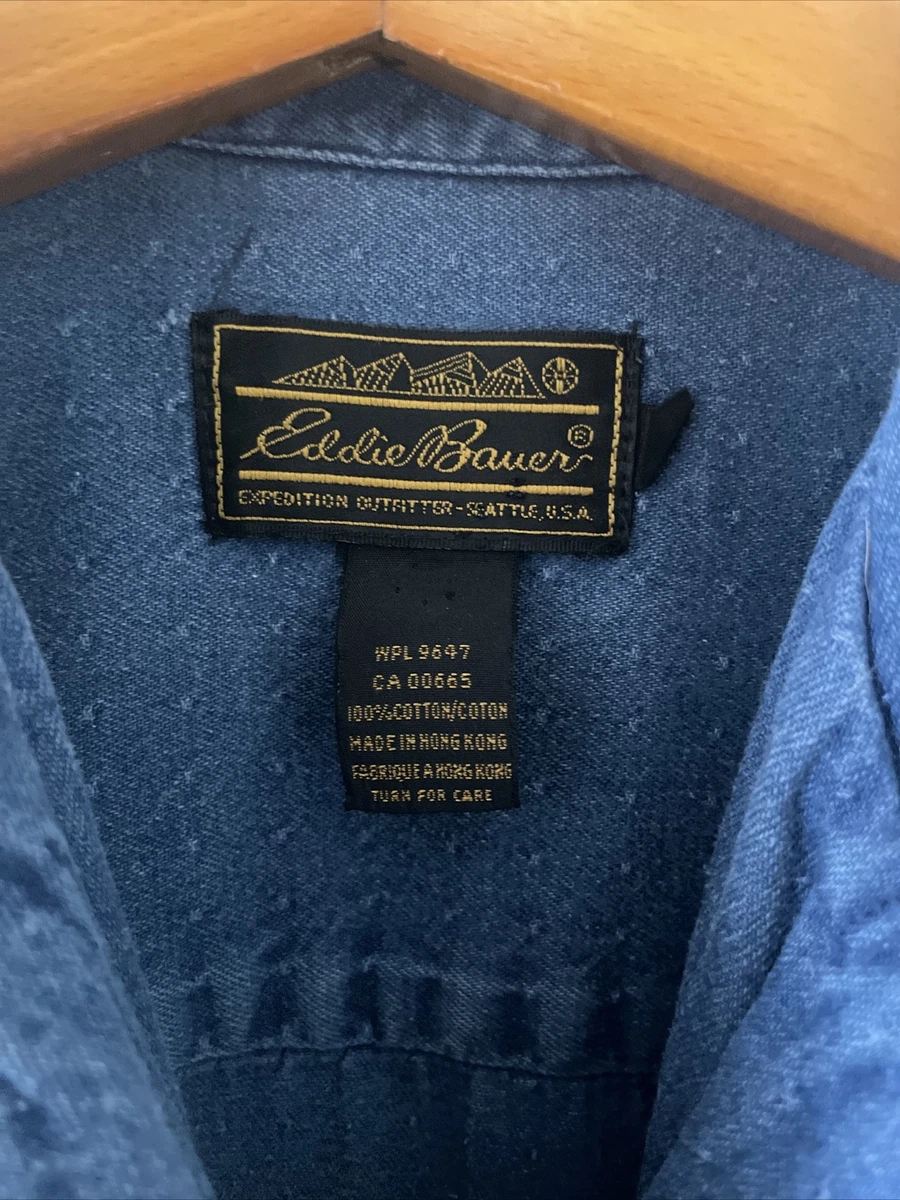 Eddie Bauer ®
EXPEDITION OUTFITTER-SEATTLE, U.S.A.
WPL 9647
CA 00665
100% COTTON/COTON
MADE IN HONG KONG
FABRIQUE A HONG KONG
TURN FOR CARE